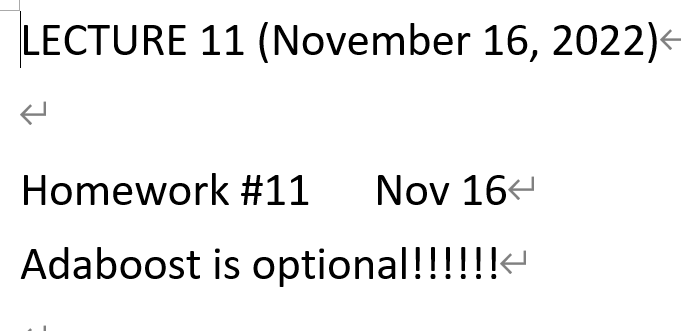 LECTURE 11 (November 16, 2022)
Homework #11 Nov 16
Adaboost is optional!!!!!!